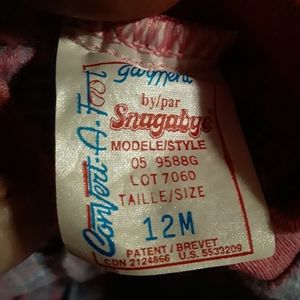 Convert-A-Foot
garment
by/par
Snugabye
MODELE/STYLE
05 9588G
LOT 7060
TAILLE/SIZE
12M
PATENT/BREVET
CDN 2124866 U.S. 5533209